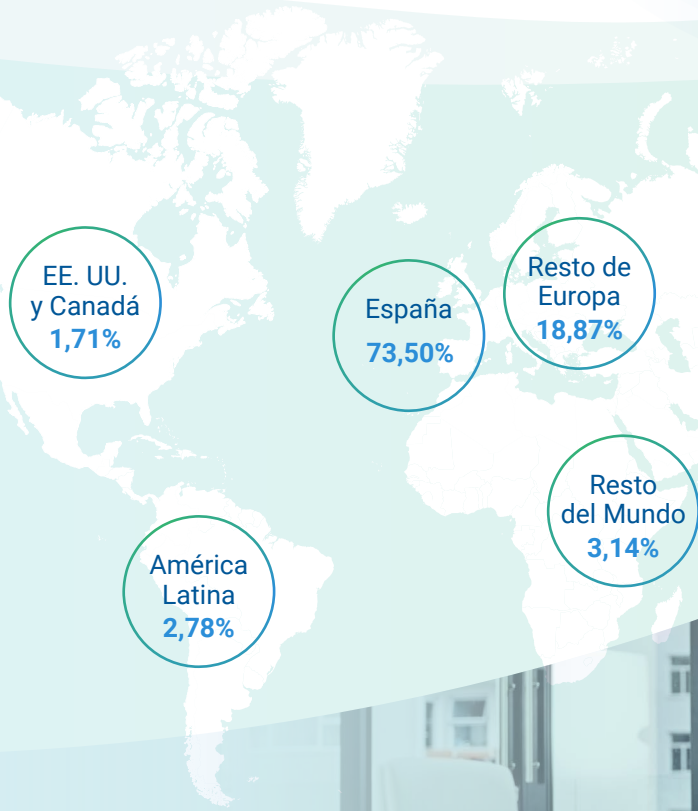 EE. UU.
y Canadá
1,71%
España
73,50%
Resto de
Europa
18,87%
Resto
del Mundo
3,14%
América
Latina
2,78%